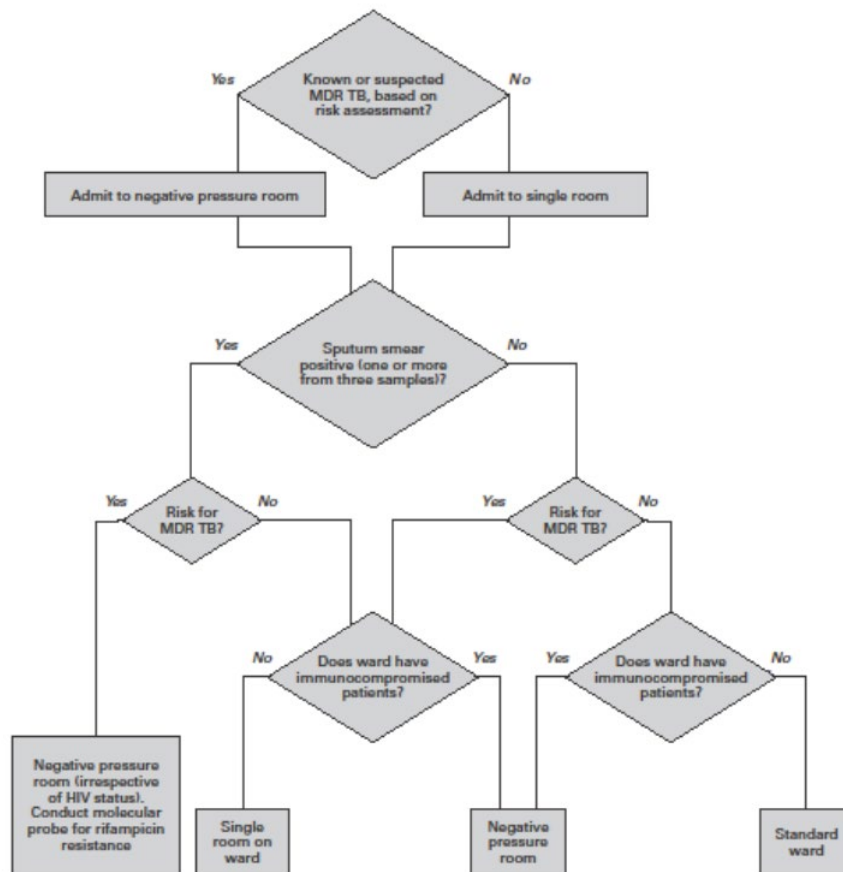 Yes
No
Known or suspected
MDR TB, based on
risk assessment?
Admit to negative pressure room
Admit to single room
Yes
No
Sputum smear
positive (one or more
from three samples)?
Yes
No
Risk for
MDR TB?
Yes
No
Risk for
MDR TB?
No
Yes
Does ward have
immunocompromised
patients?
Yes
No
Does ward have
immunocompromised
patients?
Negative pressure
room (irrespective
of HIV status).
Conduct molecular
probe for rifampicin
resistance
Single
room on
ward
Negative
pressure
room
Standard
ward